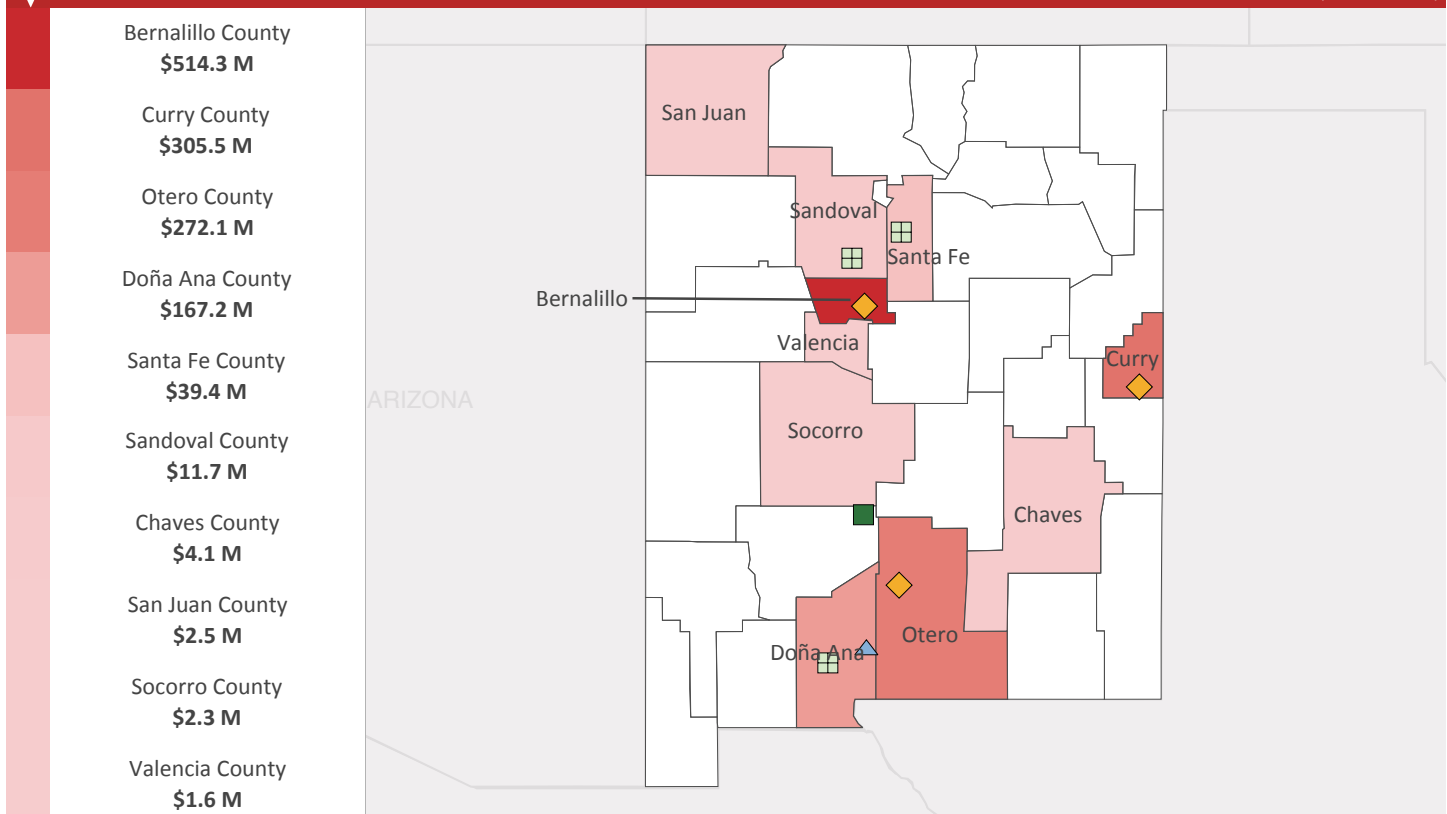 Bernalillo County
$514.3 M
Curry County
$305.5 M
Otero County
$272.1 M
Doña Ana County
$167.2 M
Santa Fe County
$39.4 M
Sandoval County
$11.7 M
Chaves County
$4.1 M
San Juan County
$2.5 M
Socorro County
$2.3 M
Valencia County
$1.6 M
San Juan
Sandoval
Santa Fe
Bernalillo
Valencia
Curry
ARIZONA
Socorro
Chaves
Otero
Doña Ana